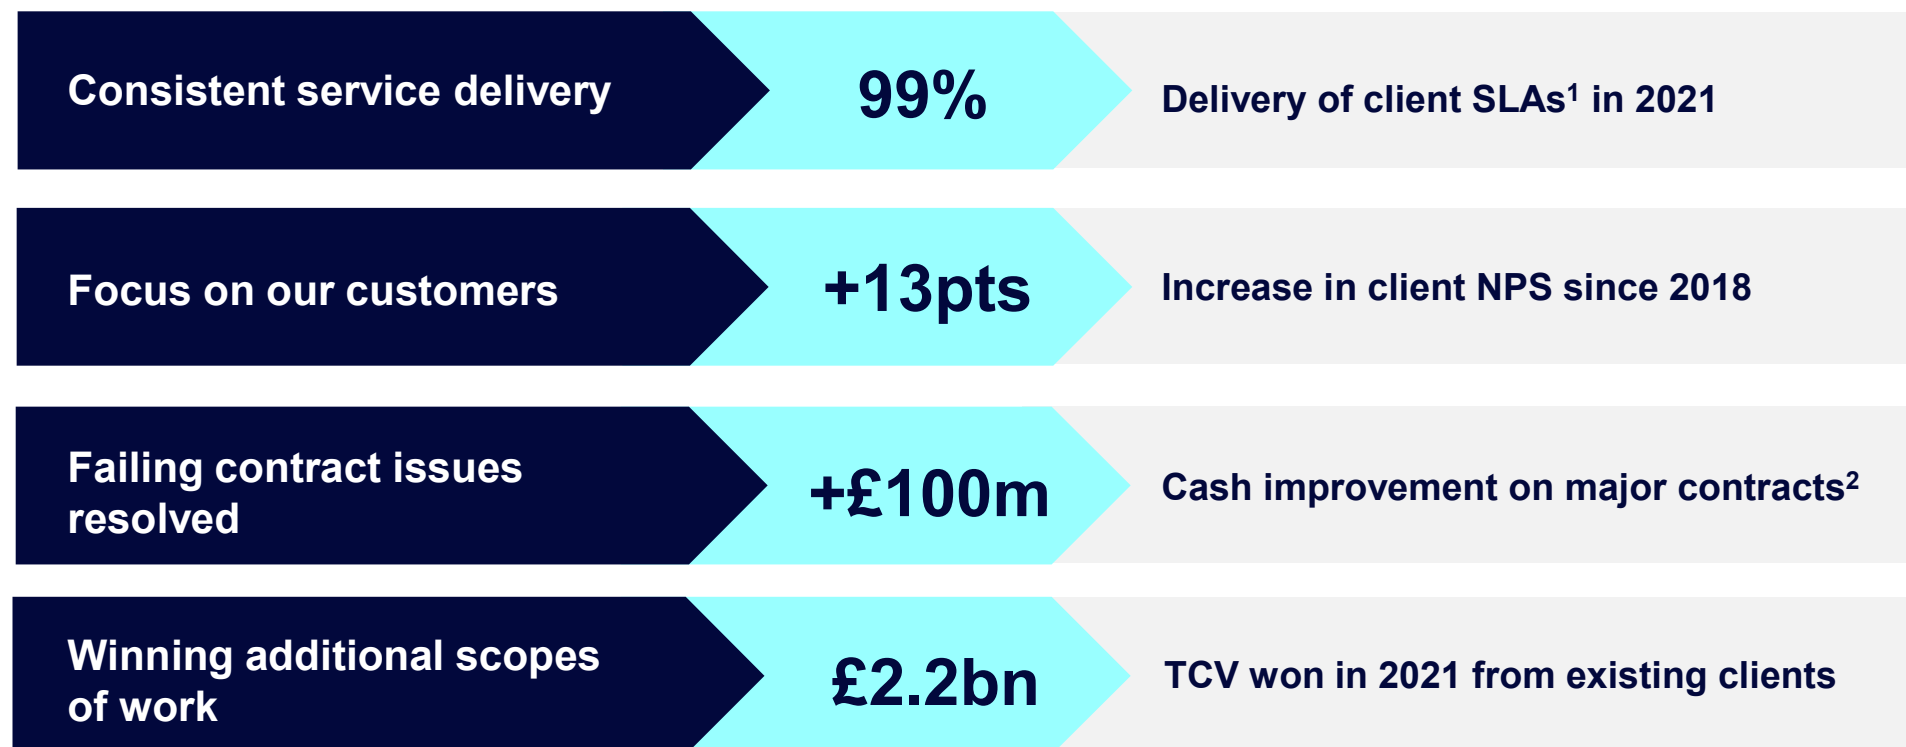 Consistent service delivery
99%
Delivery of client SLAs¹ in 2021
Focus on our customers
+13pts
Increase in client NPS since 2018
Failing contract issues
resolved
+£100m
Cash improvement on major contracts²
Winning additional scopes
of work
£2.2bn
TCV won in 2021 from existing clients